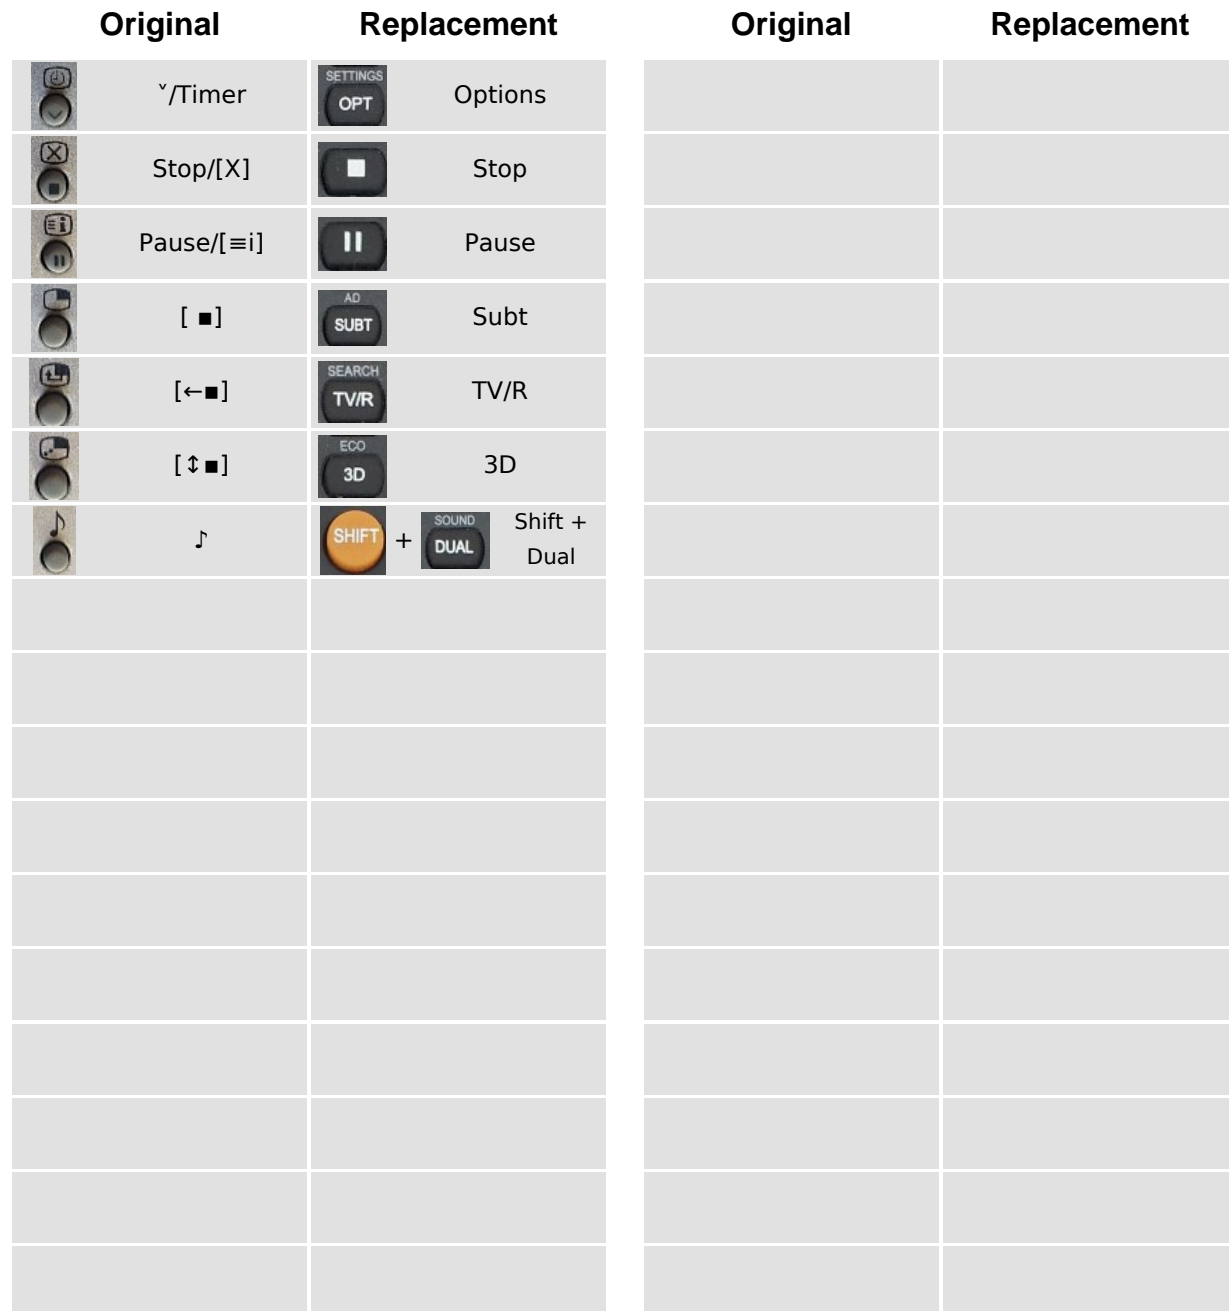 Original Replacement Original Replacement
˅/Timer SETTINGS OPT Options
Stop/[X] Stop
Pause/[≡i] Pause
[ ■] AD SUBT Subt
[←■] SEARCH TV/R TV/R
[↕■] ECO 3D 3D
♪ SHIFT + SOUND DUAL Shift +
Dual